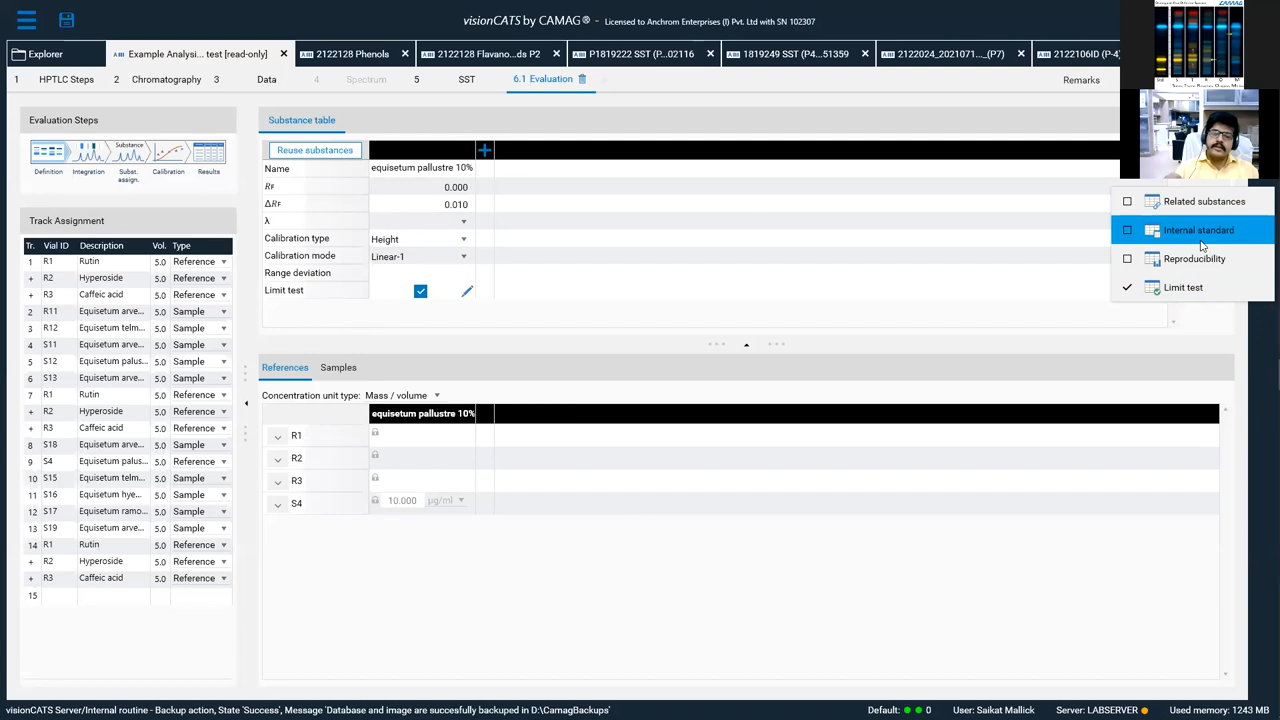 visionCATS by CAMAG® - Licensed to Anchrom Enterprises (I) Pvt. Ltd with SN 102307
Explorer
Example Analysi... test [read-only]
2122128 Phenols
P1819222 SST (P...02116
1819249 SST (P4...51359
2122024_2021071..._(P7)
2122106ID (P-4
1 HPTLC Steps 2 Chromatography 3 Data 4 Spectrum 5 SST 6.1 Evaluation Remarks
Evaluation Steps
Substance
Definition Integration Subst. assign. Calibration Results
Track Assignment
Tr. Vial ID Description Vol. Type
1 R1 Rutin 5.0 Reference
+ R2 Hyperoside 5.0 Reference
+ R3 Caffeic acid 5.0 Reference
2 R11 Equisetum arve... 5.0 Sample
3 R12 Equisetum telm... 5.0 Sample
4 S11 Equisetum arve... 5.0 Sample
5 S12 Equisetum palus... 5.0 Sample
6 S13 Equisetum arve... 5.0 Sample
7 R1 Rutin 5.0 Reference
+ R2 Hyperoside 5.0 Reference
+ R3 Caffeic acid 5.0 Reference
8 S18 Equisetum arve... 5.0 Sample
9 S4 Equisetum palus... 5.0 Reference
10 S15 Equisetum telm... 5.0 Sample
11 S16 Equisetum hye... 5.0 Sample
12 S17 Equisetum ramo... 5.0 Sample
13 S19 Equisetum arve... 5.0 Sample
14 R1 Rutin 5.0 Reference
+ R2 Hyperoside 5.0 Reference
+ R3 Caffeic acid 5.0 Reference
15
Substance table
Reuse substances
Name equisetum pallustre 10%
RF 0.000
ΔRF
λ
Calibration type Height
Calibration mode Linear-1
Range deviation
Limit test
References Samples
Concentration unit type: Mass / volume
equisetum pallustre 10%
R1
R2
R3
S4 10.000 µg/ml
CAMAG
Related substances
Internal standard
Reproducibility
Limit test
visionCATS Server/Internal routine - Backup action, State 'Success', Message 'Database and image are succesfully backuped in D:\CamagBackups'
Default: 0 User: Saikat Mallick Server: LABSERVER Used memory: 1243 MB